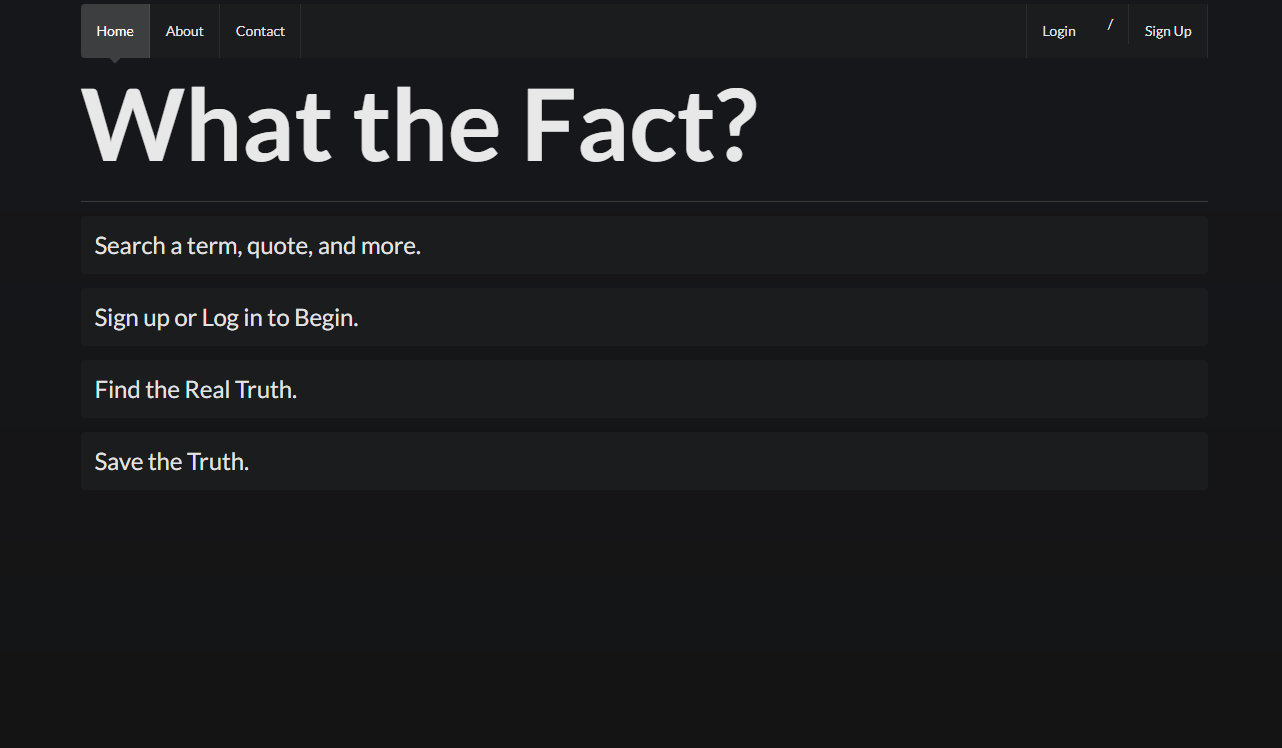 Home About Contact Login / Sign Up
What the Fact?
Search a term, quote, and more.
Sign up or Log in to Begin.
Find the Real Truth.
Save the Truth.